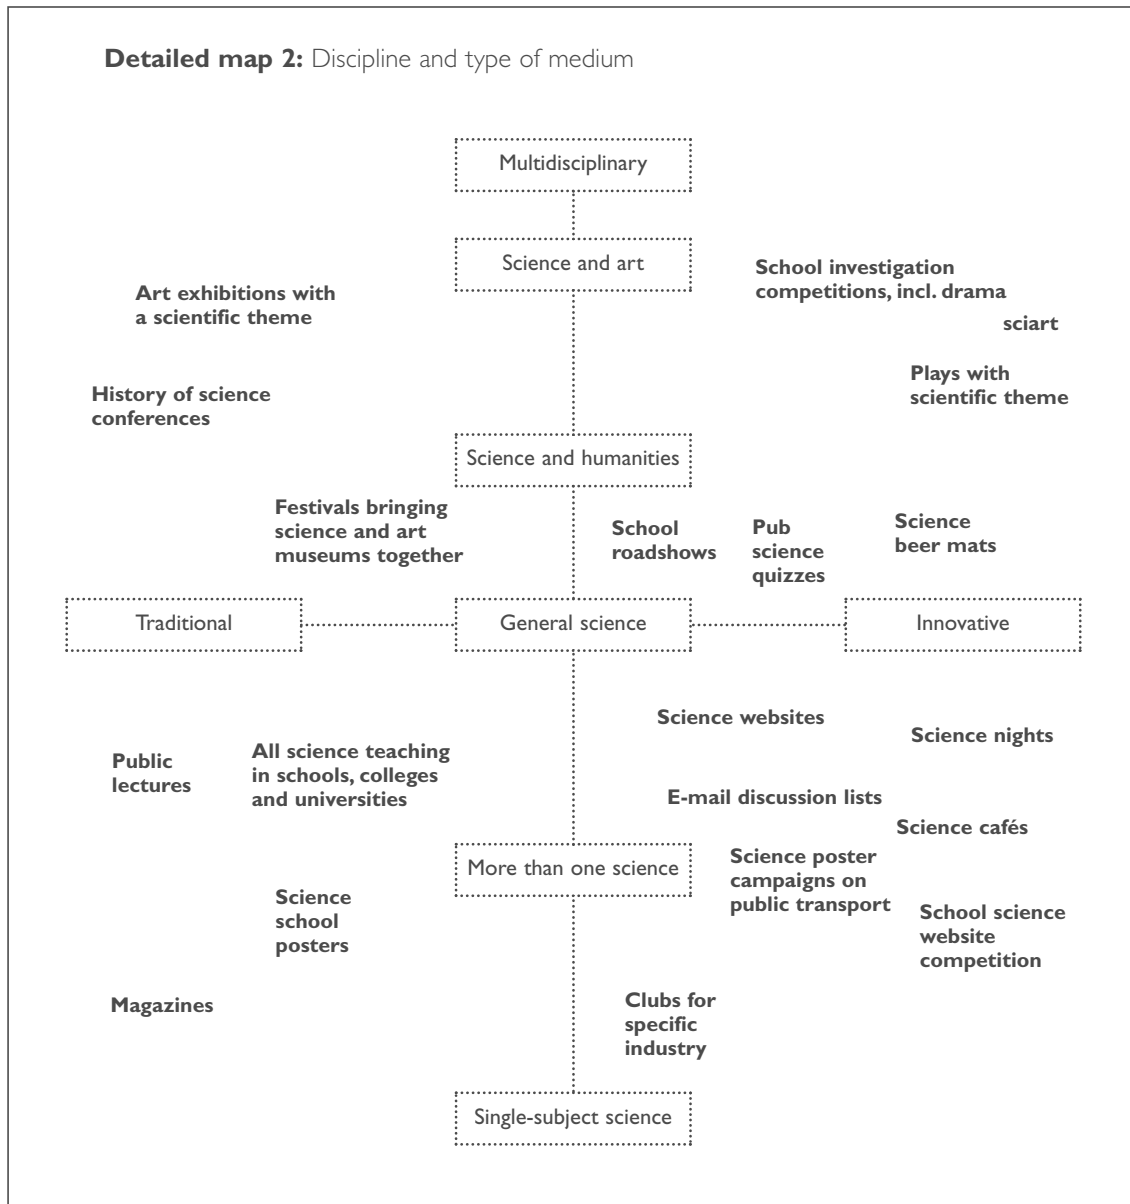 Detailed map 2: Discipline and type of medium
Multidisciplinary
Science and art
School investigation
competitions, incl. drama
Art exhibitions with
a scientific theme
sciart
Plays with
scientific theme
History of science
conferences
Science and humanities
Festivals bringing
science and art
museums together
School
roadshows
Pub
science
quizzes
Science
beer mats
Traditional
General science
Innovative
Science websites
Science nights
Public
lectures
All science teaching
in schools, colleges
and universities
E-mail discussion lists
Science cafés
More than one science
Science poster
campaigns on
public transport
Science
school
posters
School science
website
competition
Magazines
Clubs for
specific
industry
Single-subject science